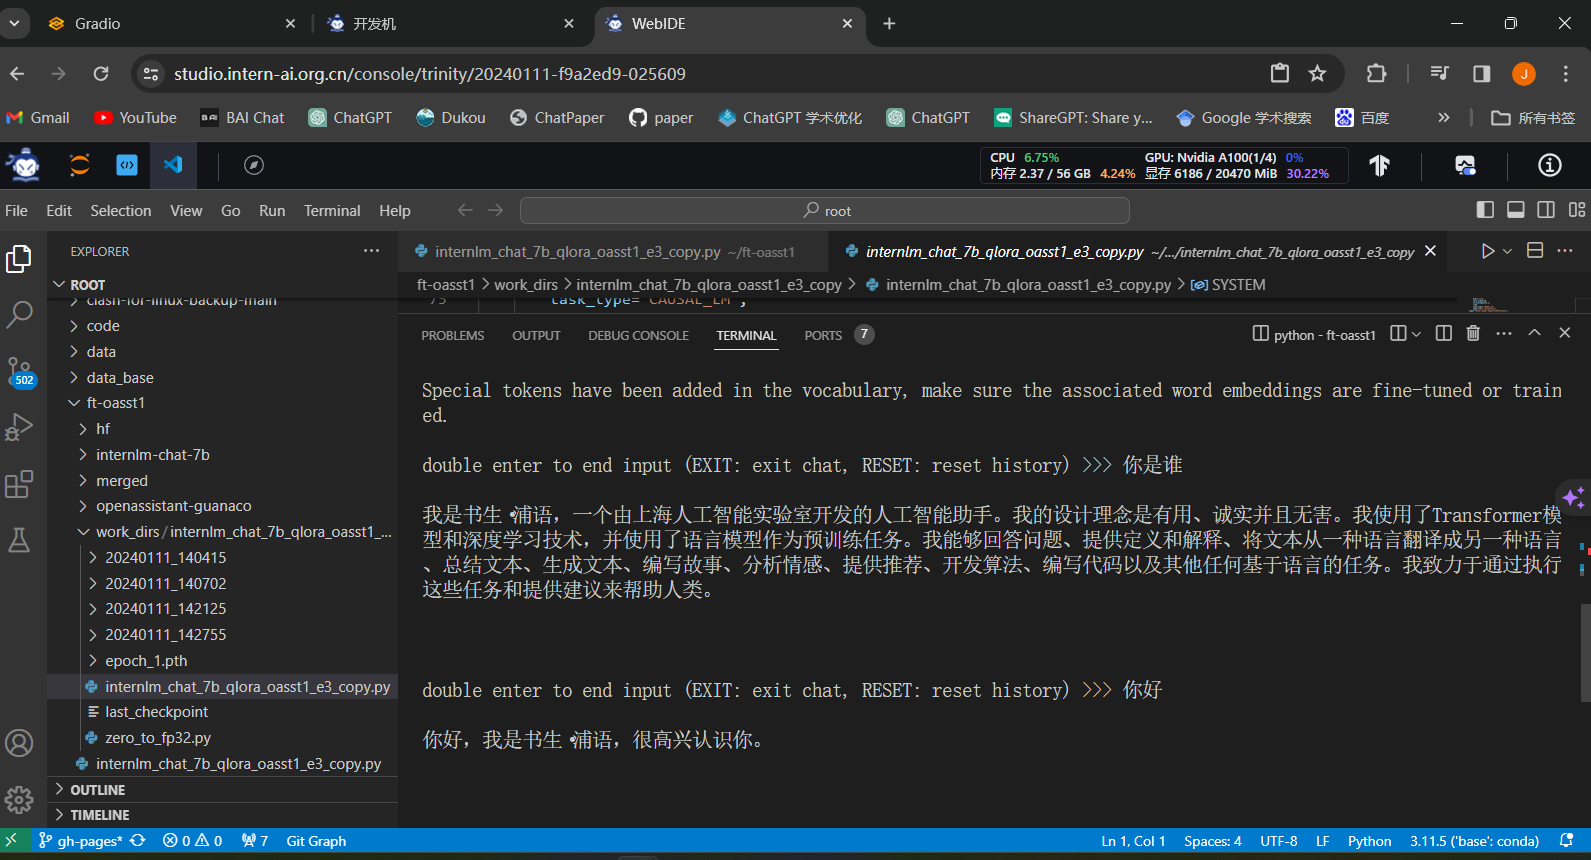 Gradio
开发机
WebIDE
studio.intern-ai.org.cn/console/trinity/20240111-f9a2ed9-025609
J
Gmail
YouTube
BAI Chat
ChatGPT
Dukou
ChatPaper
paper
ChatGPT 学术优化
ChatGPT
ShareGPT: Share y...
Google 学术搜索
百度
所有书签
CPU 6.75%
GPU: Nvidia A100(1/4) 0%
内存 2.37 / 56 GB 4.24%
显存 6186 / 20470 MiB 30.22%
File Edit Selection View Go Run Terminal Help
root
EXPLORER
ROOT
clash-for-linux-backup-main
code
data
data_base
ft-oasst1
hf
internlm-chat-7b
merged
openassistant-guanaco
work_dirs / internlm_chat_7b_qlora_oasst1_...
20240111_140415
20240111_140702
20240111_142125
20240111_142755
epoch_1.pth
internlm_chat_7b_qlora_oasst1_e3_copy.py
last_checkpoint
zero_to_fp32.py
internlm_chat_7b_qlora_oasst1_e3_copy.py
OUTLINE
TIMELINE
502
internlm_chat_7b_qlora_oasst1_e3_copy.py ~/ft-oasst1
internlm_chat_7b_qlora_oasst1_e3_copy.py ~/.../internlm_chat_7b_qlora_oasst1_e3_copy
ft-oasst1 > work_dirs > internlm_chat_7b_qlora_oasst1_e3_copy > internlm_chat_7b_qlora_oasst1_e3_copy.py > SYSTEM
75 task_type='CAUSAL_LM',
PROBLEMS OUTPUT DEBUG CONSOLE TERMINAL PORTS 7
python - ft-oasst1
Special tokens have been added in the vocabulary, make sure the associated word embeddings are fine-tuned or train
ed.
double enter to end input (EXIT: exit chat, RESET: reset history) >>> 你是谁
我是书生·浦语，一个由上海人工智能实验室开发的人工智能助手。我的设计理念是有用、诚实并且无害。我使用了Transformer模
型和深度学习技术，并使用了语言模型作为预训练任务。我能够回答问题、提供定义和解释、将文本从一种语言翻译成另一种语言
、总结文本、生成文本、编写故事、分析情感、提供推荐、开发算法、编写代码以及其他任何基于语言的任务。我致力于通过执行
这些任务和提供建议来帮助人类。
double enter to end input (EXIT: exit chat, RESET: reset history) >>> 你好
你好，我是书生·浦语，很高兴认识你。
gh-pages* 0 0 7 Git Graph
Ln 1, Col 1 Spaces: 4 UTF-8 LF Python 3.11.5 ('base': conda)